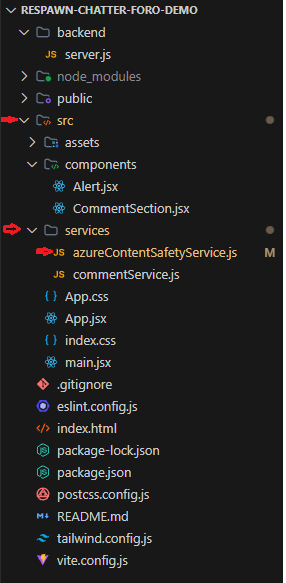 RESPAWN-CHATTER-FORO-DEMO
backend
JS server.js
node_modules
public
src
assets
components
Alert.jsx
CommentSection.jsx
services
JS azureContentSafetyService.js M
JS commentService.js
{ } App.css
App.jsx
{ } index.css
main.jsx
.gitignore
eslint.config.js
<> index.html
package-lock.json
package.json
postcss.config.js
M↓ README.md
tailwind.config.js
vite.config.js